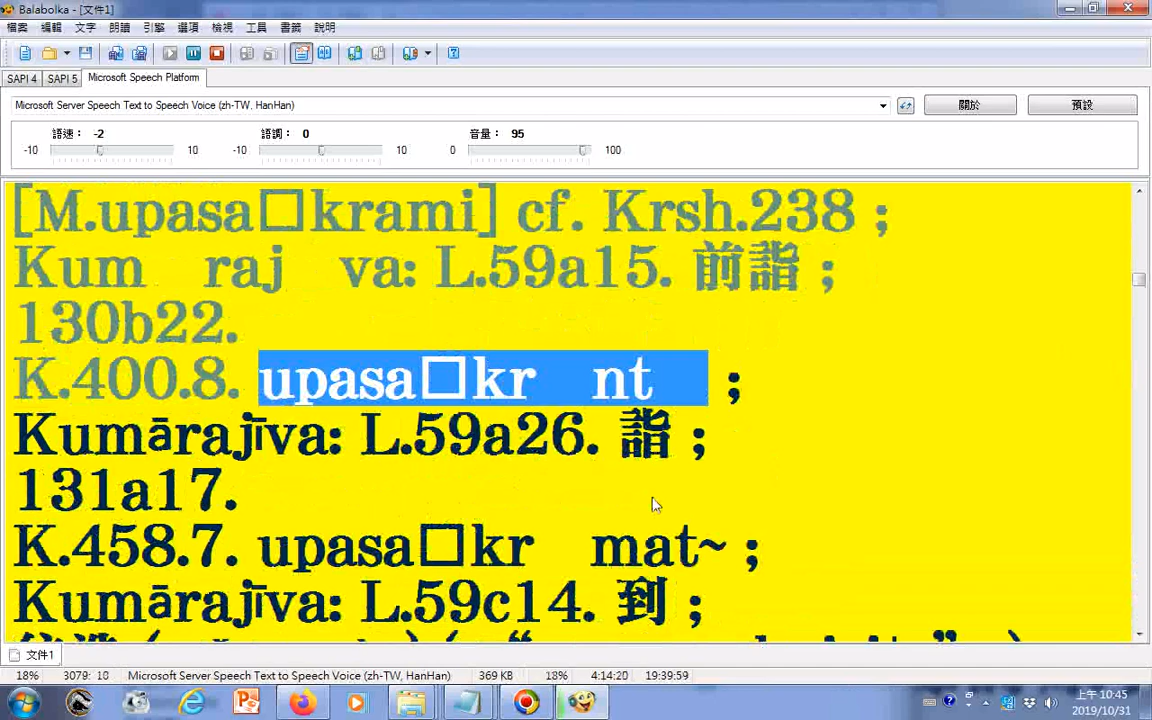 Balabolka - [文件1]
檔案 編輯 文字 朗讀 引擎 選項 檢視 工具 書籤 說明
SAPI 4 SAPI 5 Microsoft Speech Platform
Microsoft Server Speech Text to Speech Voice (zh-TW, HanHan) 關於 預設
語速： -2 語調： 0 音量： 95
-10 10 -10 10 0 100
[M.upasa□krami] cf. Krsh.238 ;
Kum raj va: L.59a15. 前詣 ;
130b22.
K.400.8. upasa□kr nt ;
Kumārajīva: L.59a26. 詣 ;
131a17.
K.458.7. upasa□kr mat~ ;
Kumārajīva: L.59c14. 到 ;
文件1
18% 3079: 10 Microsoft Server Speech Text to Speech Voice (zh-TW, HanHan) 369 KB 18% 4:14:20 19:39:59
上午 10:45
2019/10/31